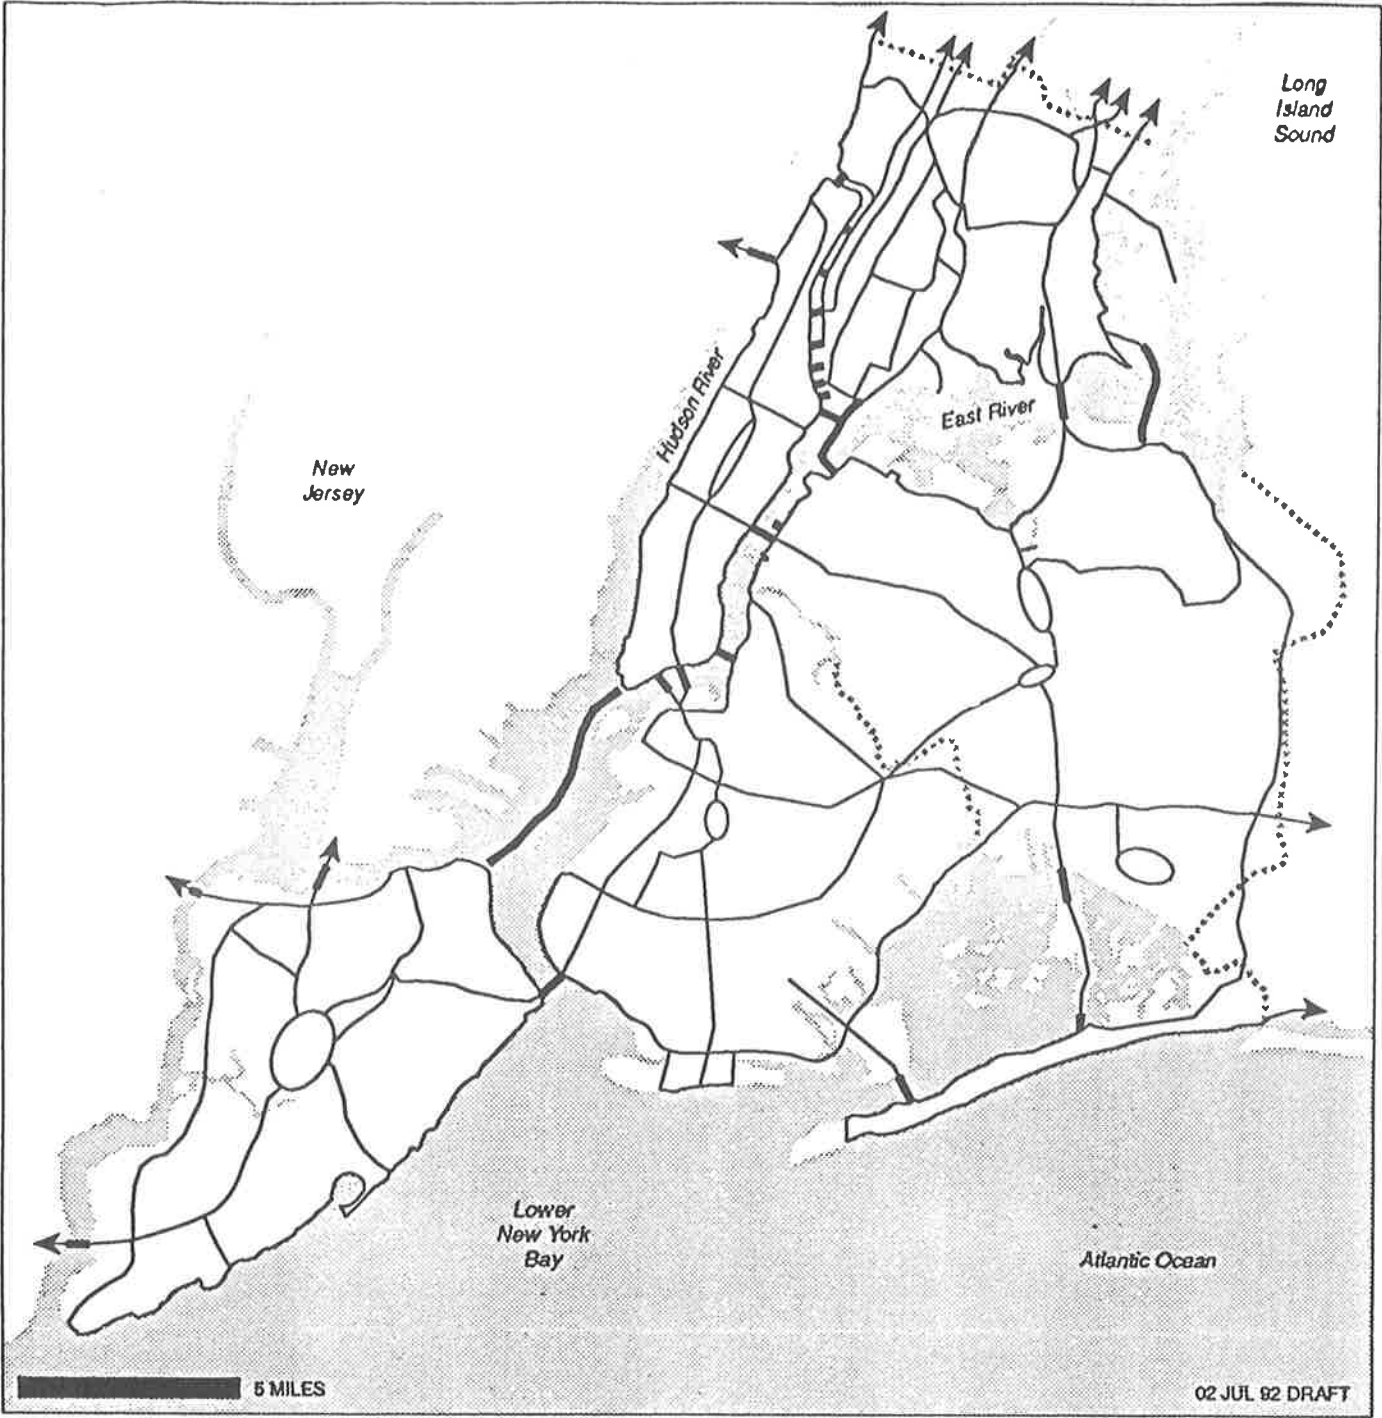 Long
Island
Sound
Hudson River
East River
New
Jersey
Lower
New York
Bay
Atlantic Ocean
5 MILES
02 JUL 92 DRAFT